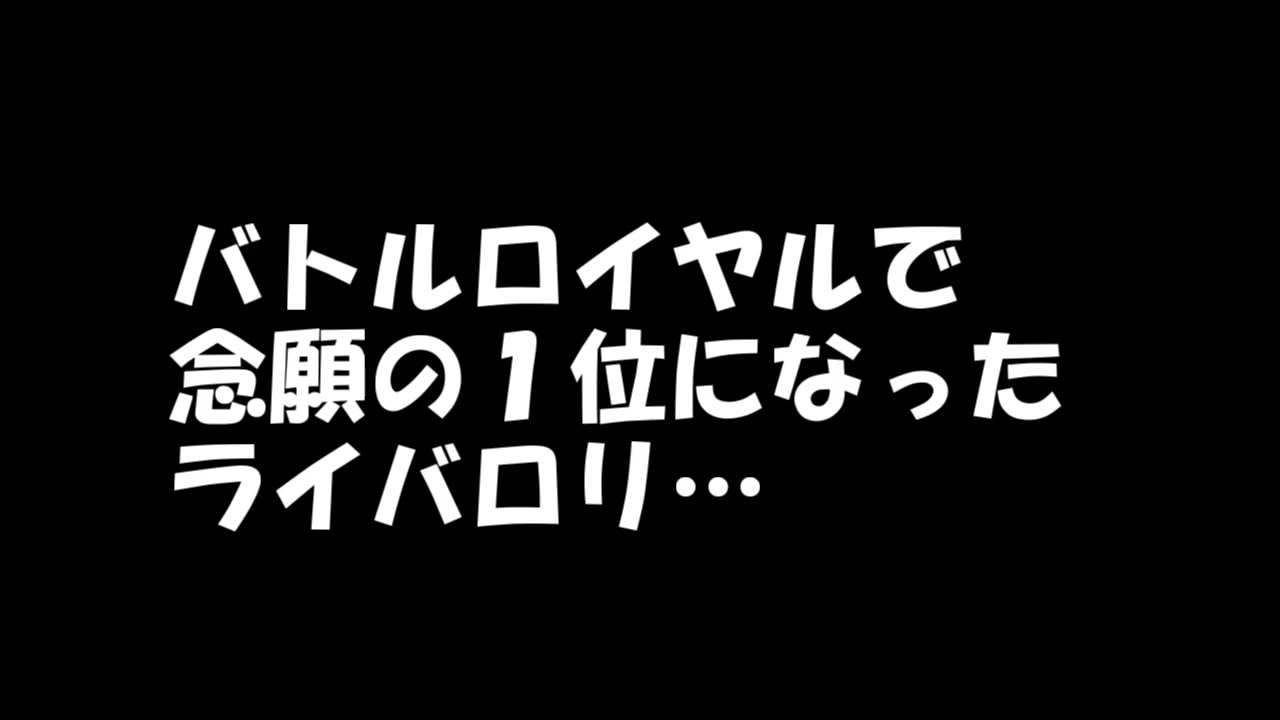 バトルロイヤルで
念願の１位になった
ライバロリ…